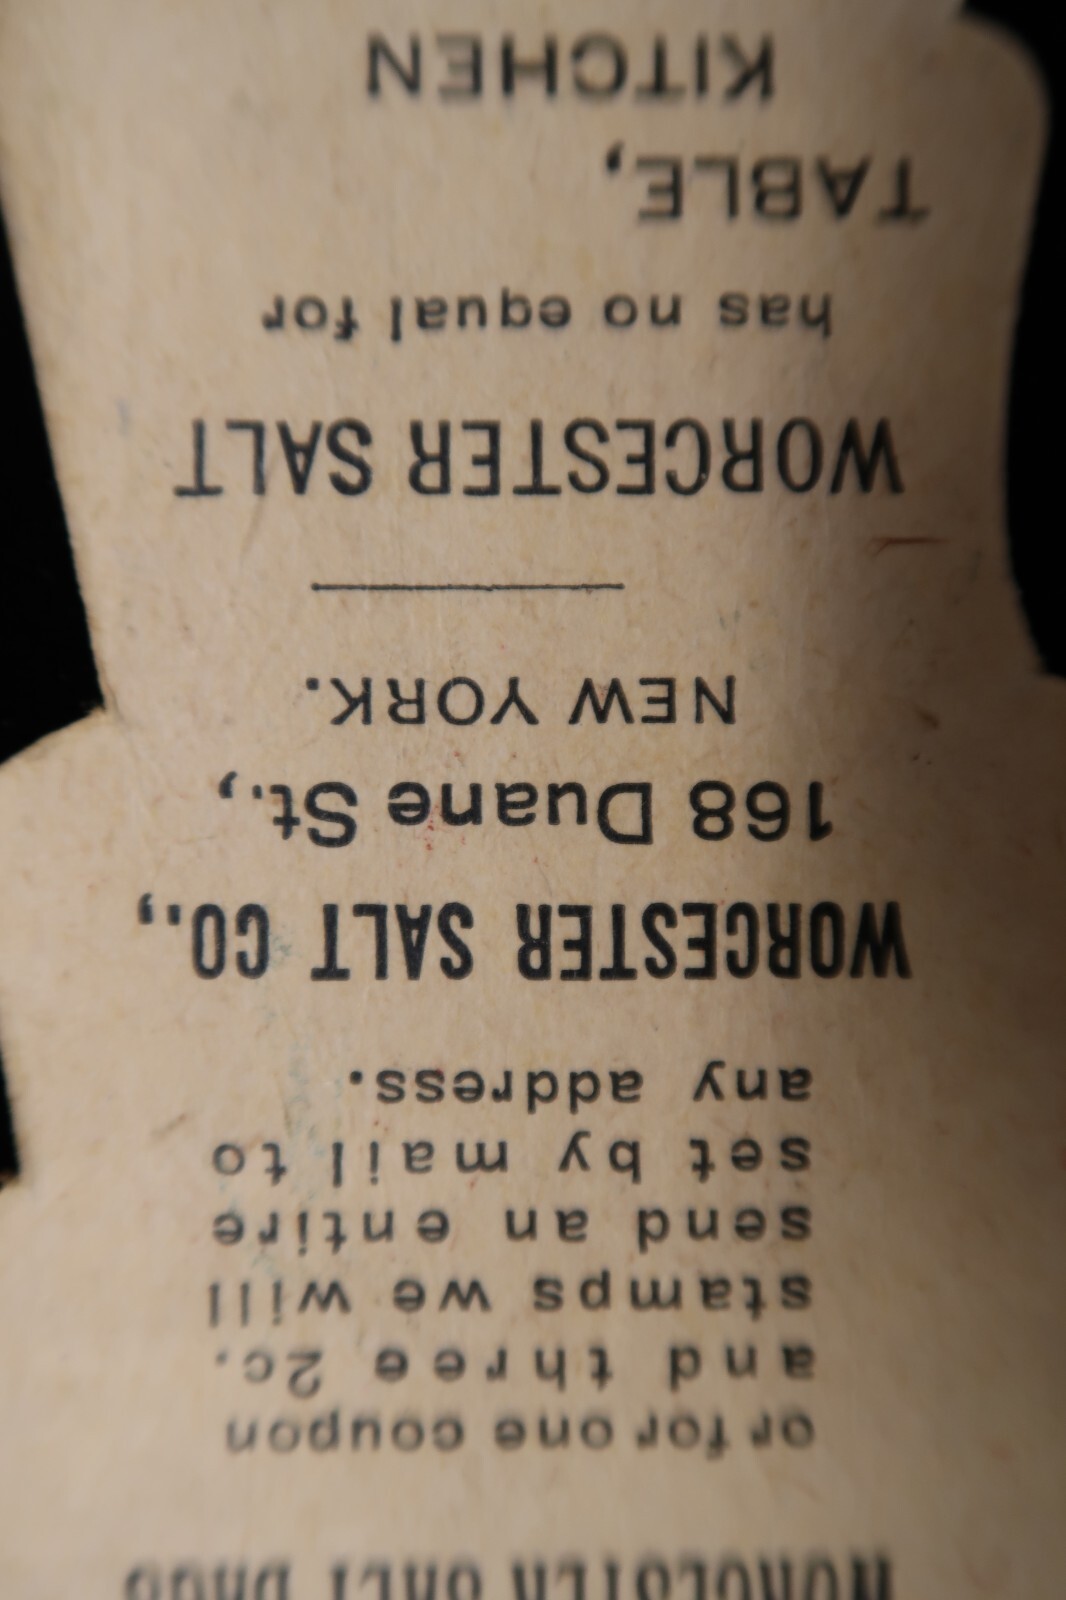 or for one coupon
and three 2c.
stamps we will
send an entire
set by mail to
any address.
WORCESTER SALT CO.,
168 Duane St.,
NEW YORK.
WORCESTER SALT
has no equal for
TABLE,
KITCHEN